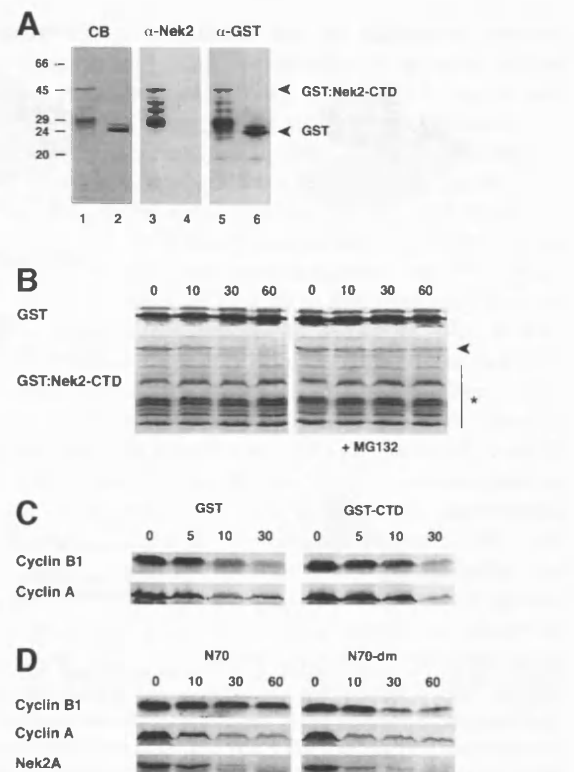 A
CB α-Nek2 α-GST
66
45
GST:Nek2-CTD
29
24
GST
20
1 2 3 4 5 6
B
0 10 30 60 0 10 30 60
GST
GST:Nek2-CTD
*
+ MG132
C
GST GST-CTD
0 5 10 30 0 5 10 30
Cyclin B1
Cyclin A
D
N70 N70-dm
0 10 30 60 0 10 30 60
Cyclin B1
Cyclin A
Nek2A